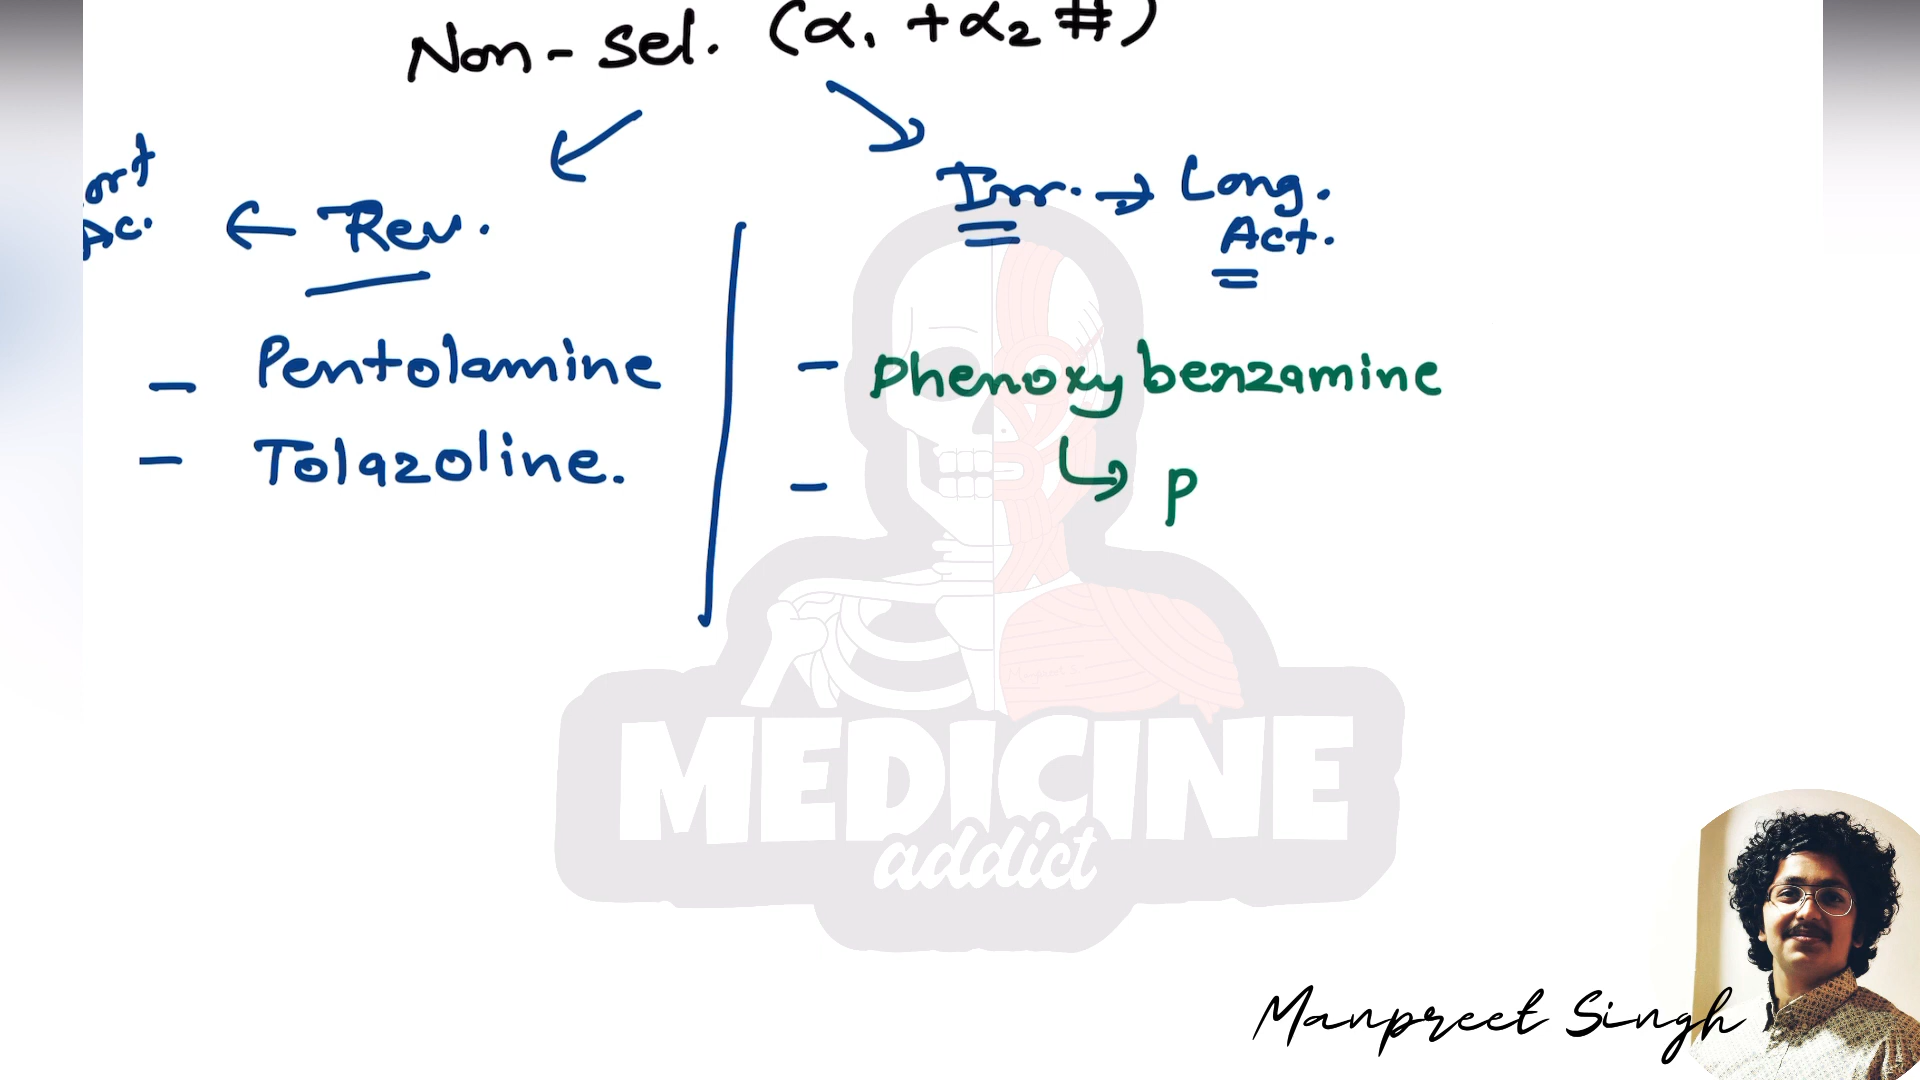 Non - Sel. (α1 + α2 #)
ort Ac. ← Rev.
Irr. → Long. Act.
- Pentolamine
- Tolazoline.
- Phenoxybenzamine
-
↳ P
MEDICINE
addict
Manpreet Singh